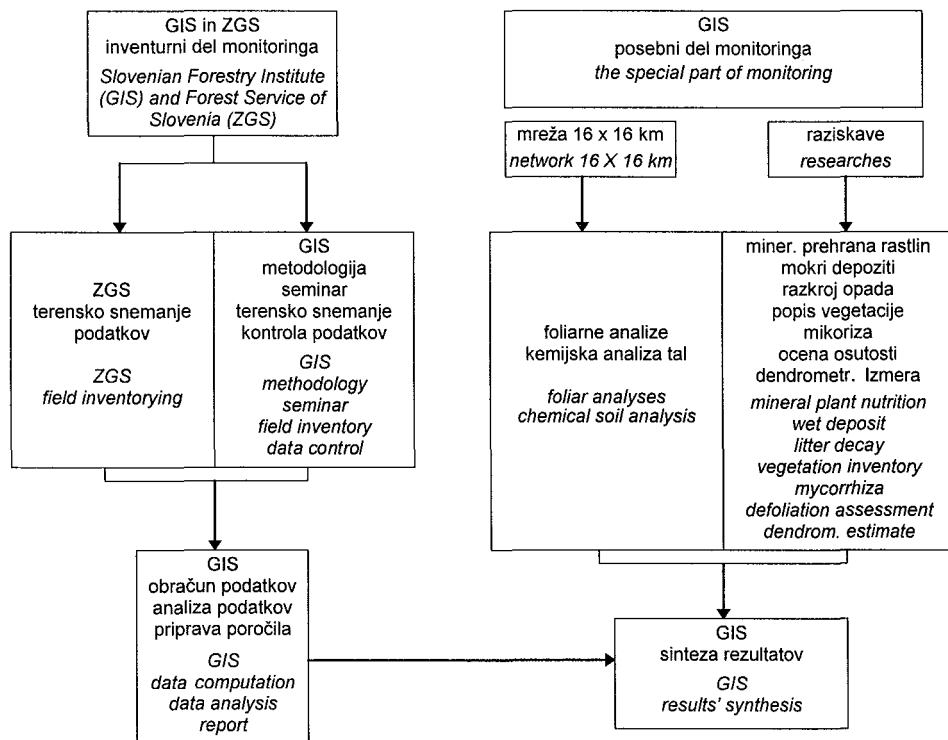 GIS in ZGS
inventurni del monitoringa
Slovenian Forestry Institute
(GIS) and Forest Service of
Slovenia (ZGS)
GIS
posebni del monitoringa
the special part of monitoring
mreža 16 x 16 km
network 16 X 16 km
raziskave
researches
ZGS
terensko snemanje
podatkov
ZGS
field inventorying
GIS
metodologija
seminar
terensko snemanje
kontrola podatkov
GIS
methodology
seminar
field inventory
data control
foliarne analize
kemijska analiza tal
foliar analyses
chemical soil analysis
miner. prehrana rastlin
mokri depoziti
razkroj opada
popis vegetacije
mikoriza
ocena osutosti
dendrometr. Izmera
mineral plant nutrition
wet deposit
litter decay
vegetation inventory
mycorrhiza
defoliation assessment
dendrom. estimate
GIS
obračun podatkov
analiza podatkov
priprava poročila
GIS
data computation
data analysis
report
GIS
sinteza rezultatov
GIS
results' synthesis